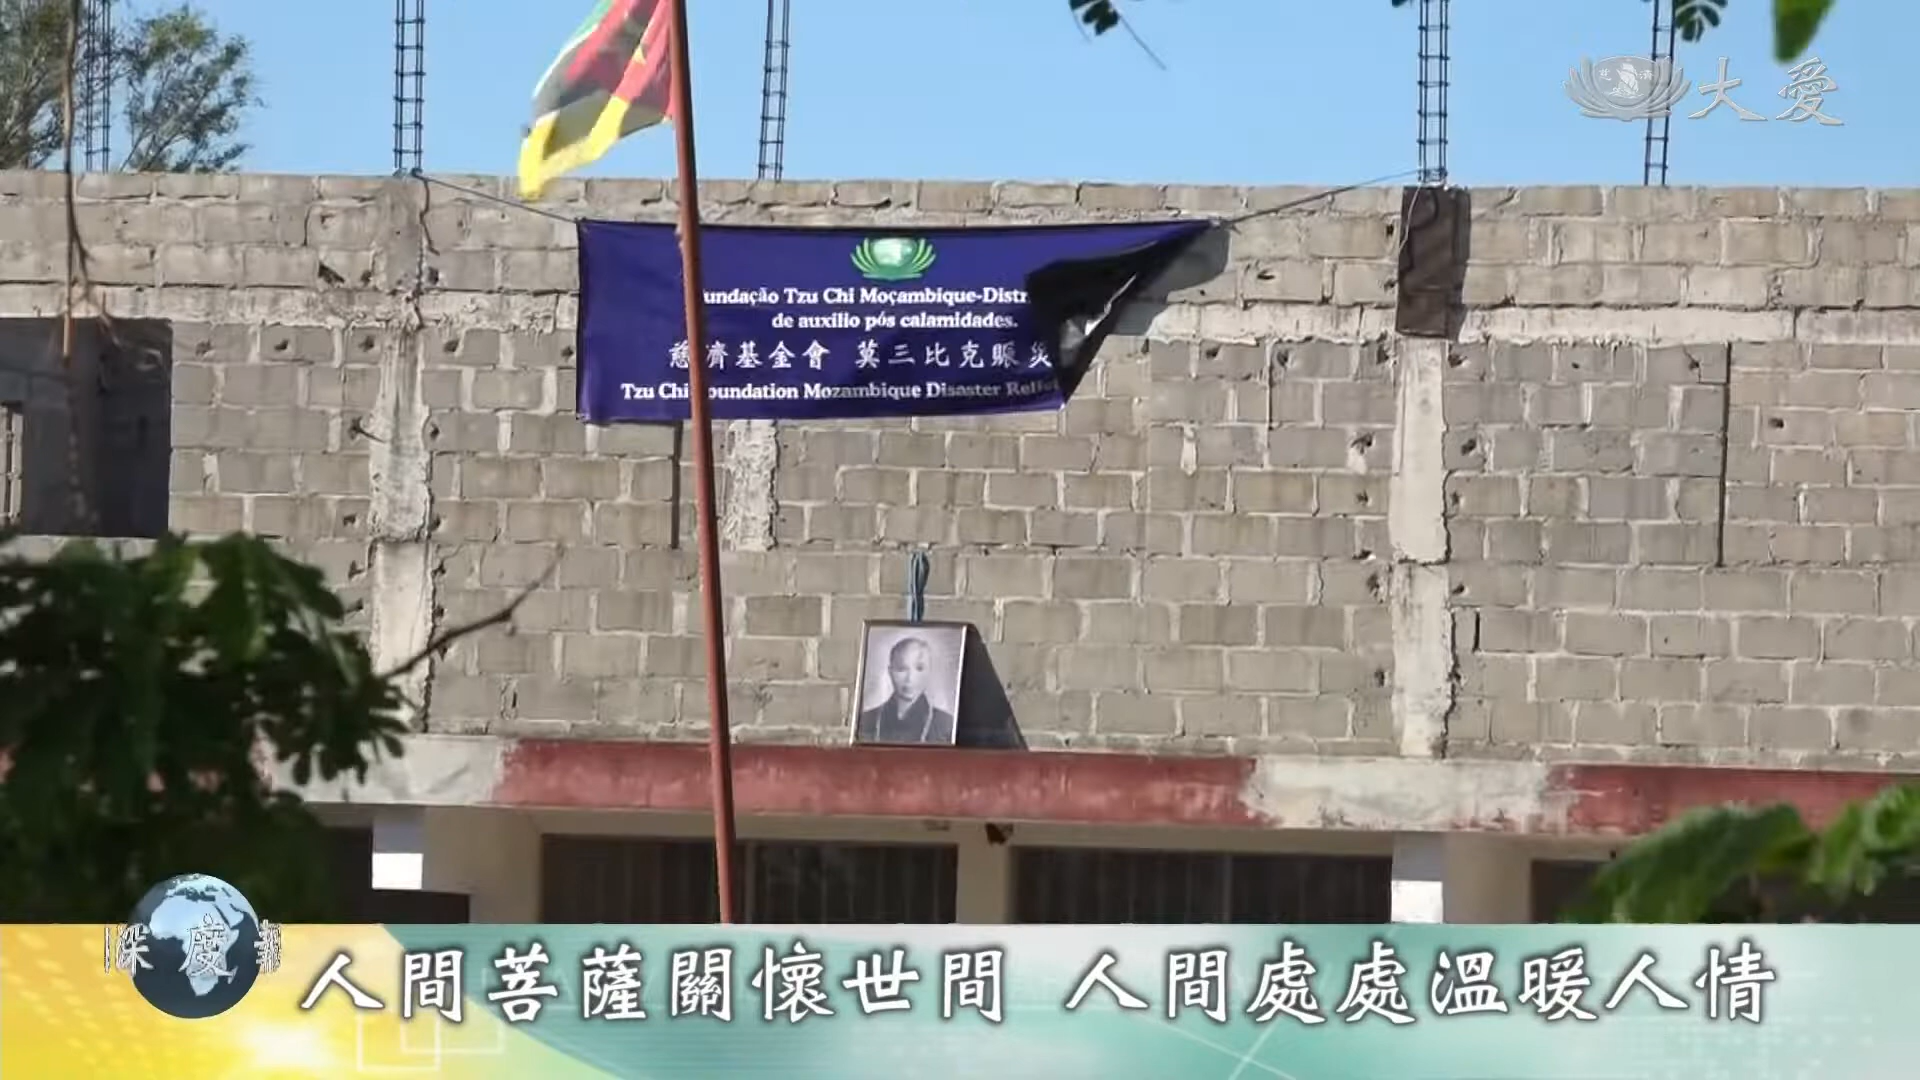 大愛
undação Tzu Chi Moçambique-Distr
de auxilio pós calamidades.
慈濟基金會 莫三比克賑災
Tzu Chi oundation Mozambique Disaster Relief
深度報
人間菩薩關懷世間 人間處處溫暖人情